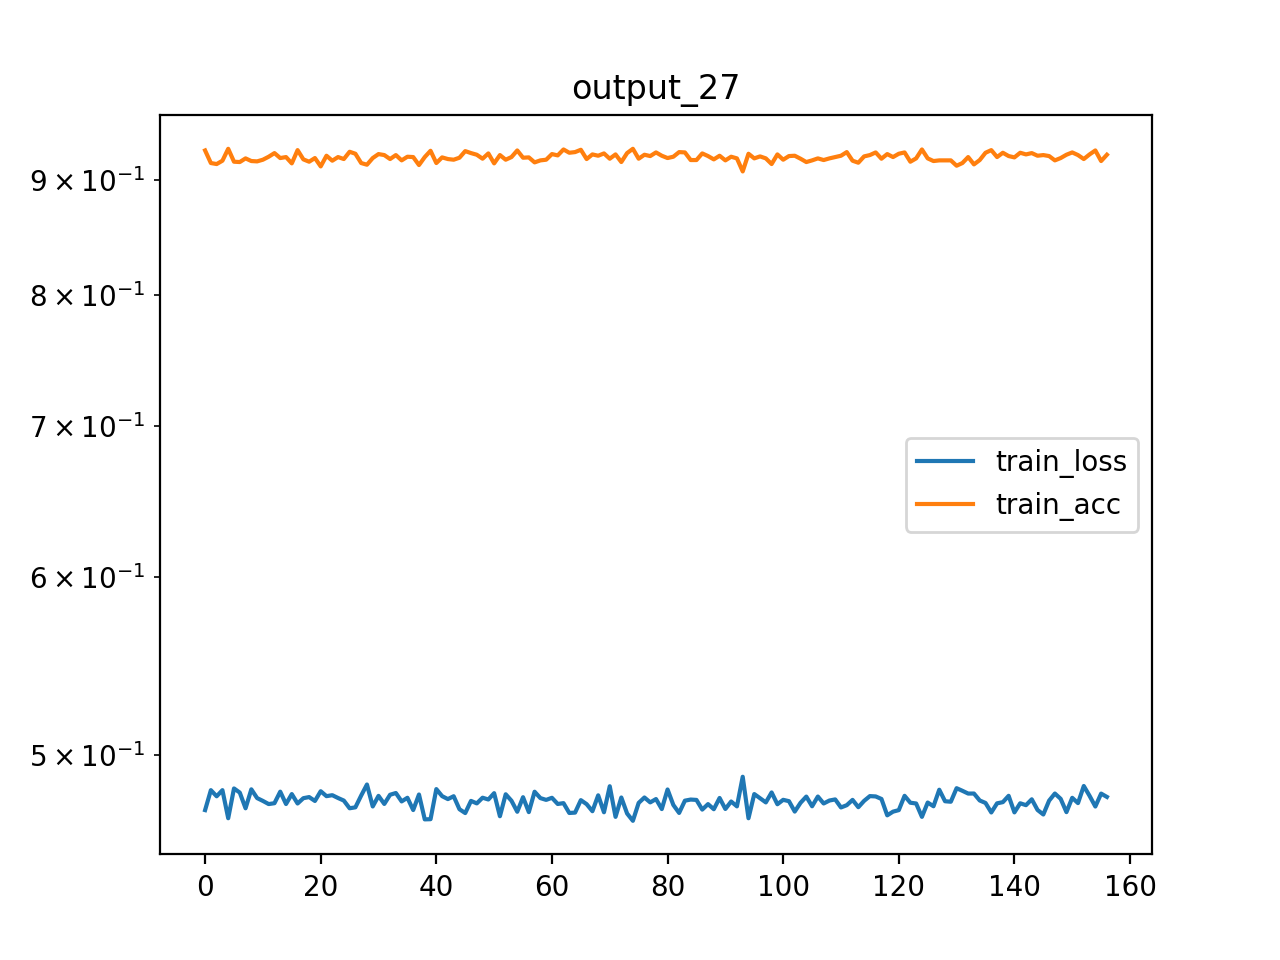 output_27
9 × 10⁻¹
8 × 10⁻¹
7 × 10⁻¹
6 × 10⁻¹
5 × 10⁻¹
train_loss
train_acc
0 20 40 60 80 100 120 140 160